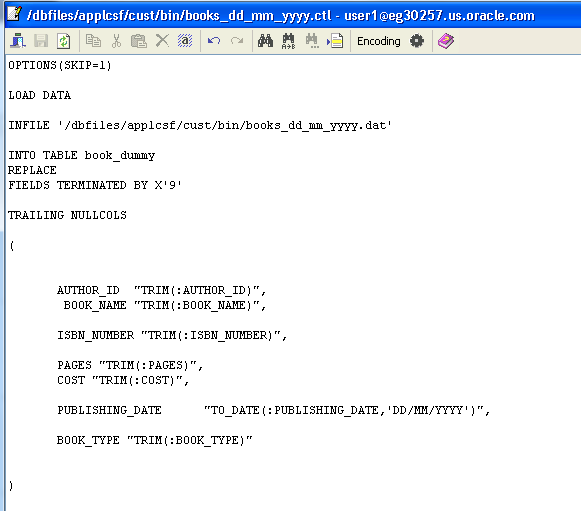 /dbfiles/applcsf/cust/bin/books_dd_mm_yyyy.ctl - user1@eg30257.us.oracle.com
Encoding
OPTIONS(SKIP=1)
LOAD DATA
INFILE '/dbfiles/applcsf/cust/bin/books_dd_mm_yyyy.dat'
INTO TABLE book_dummy
REPLACE
FIELDS TERMINATED BY X'9'
TRAILING NULLCOLS
(
AUTHOR_ID "TRIM(:AUTHOR_ID)",
BOOK_NAME "TRIM(:BOOK_NAME)",
ISBN_NUMBER "TRIM(:ISBN_NUMBER)",
PAGES "TRIM(:PAGES)",
COST "TRIM(:COST)",
PUBLISHING_DATE "TO_DATE(:PUBLISHING_DATE,'DD/MM/YYYY')",
BOOK_TYPE "TRIM(:BOOK_TYPE)"
)